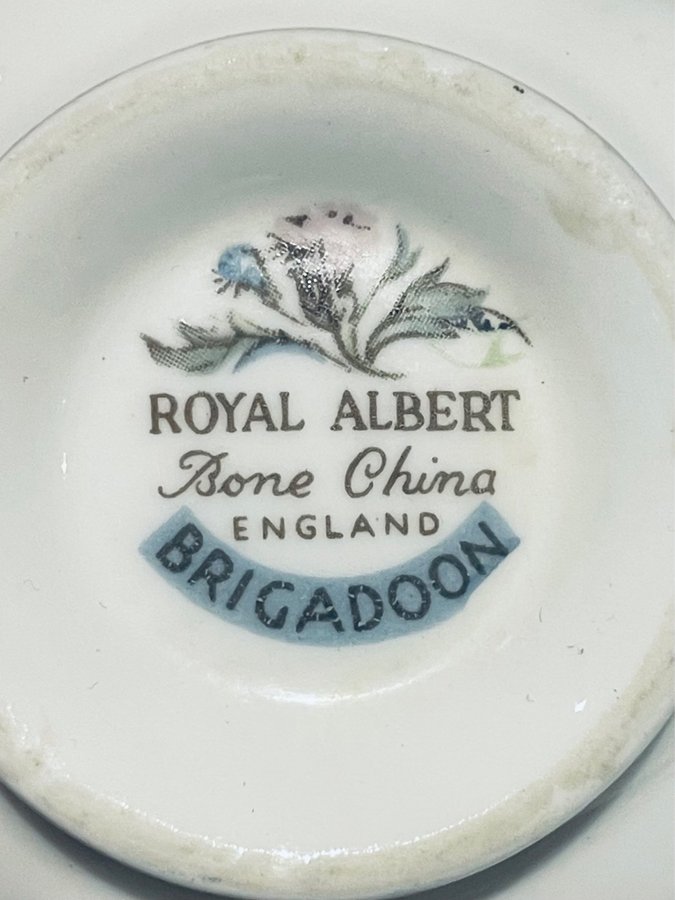 ROYAL ALBERT
Bone China
ENGLAND
BRIGADOON